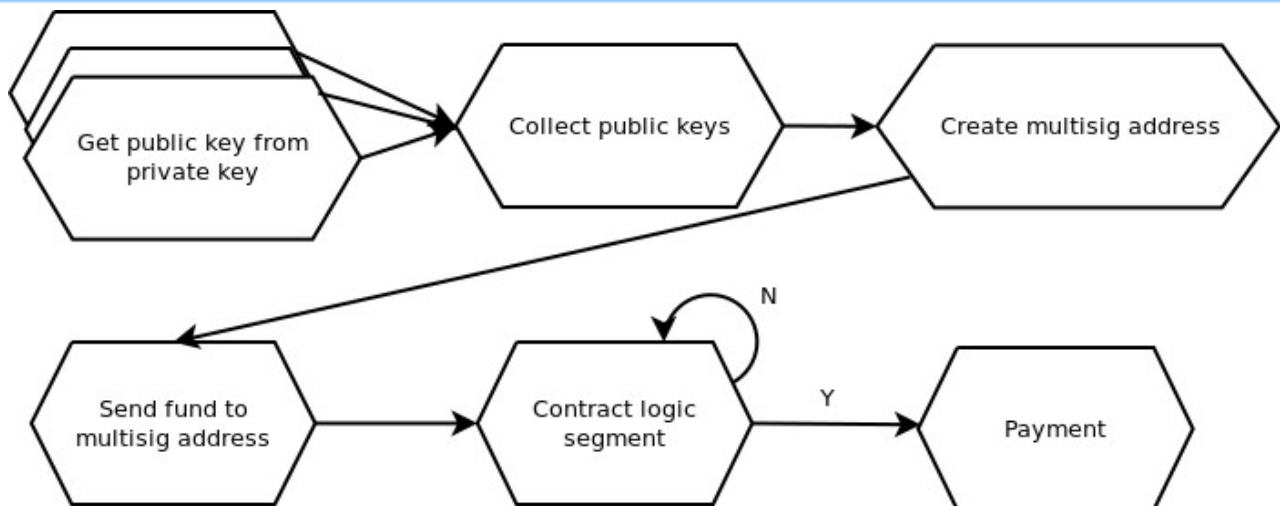 Get public key from
private key
Collect public keys
Create multisig address
Send fund to
multisig address
Contract logic
segment
N
Y
Payment